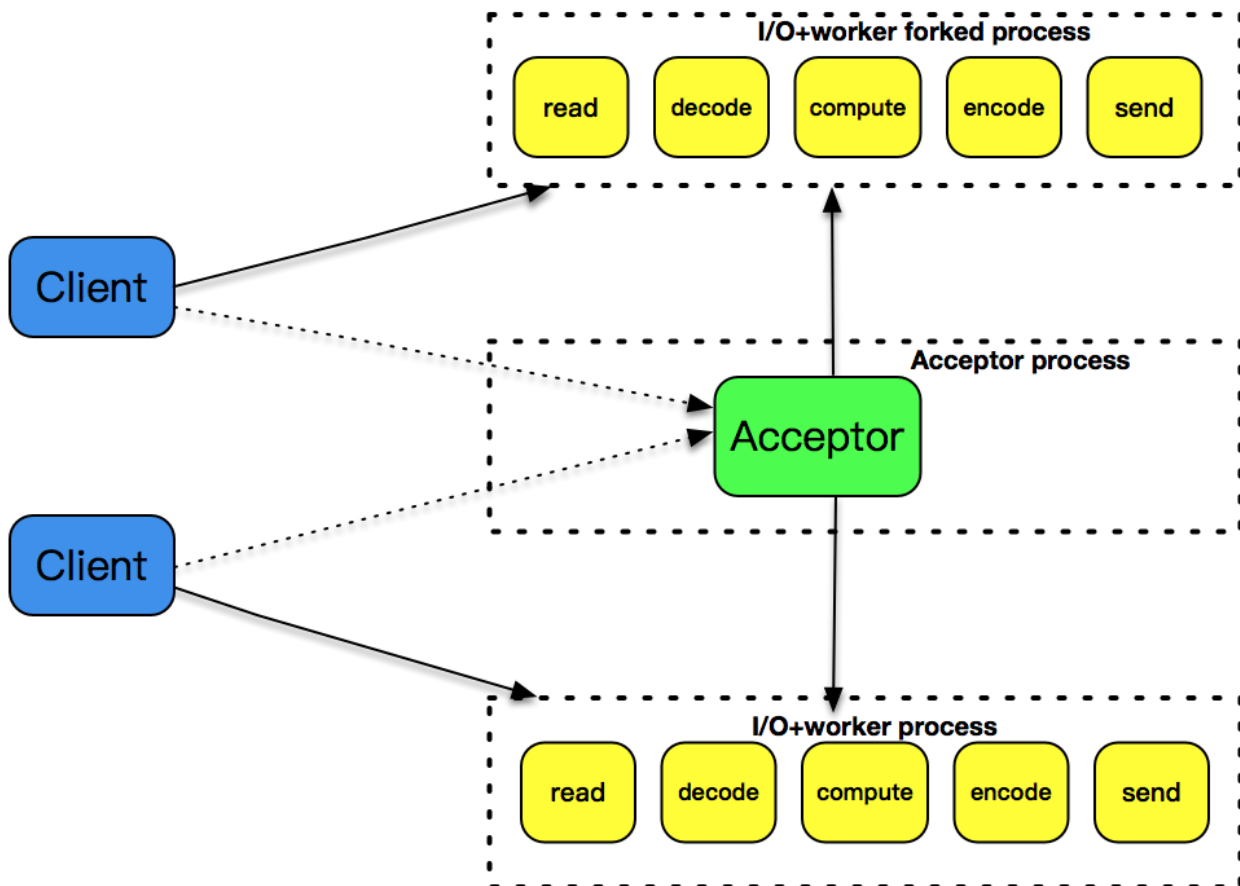 I/O+worker forked process
read
decode
compute
encode
send
Client
Acceptor process
Acceptor
Client
I/O+worker process
read
decode
compute
encode
send